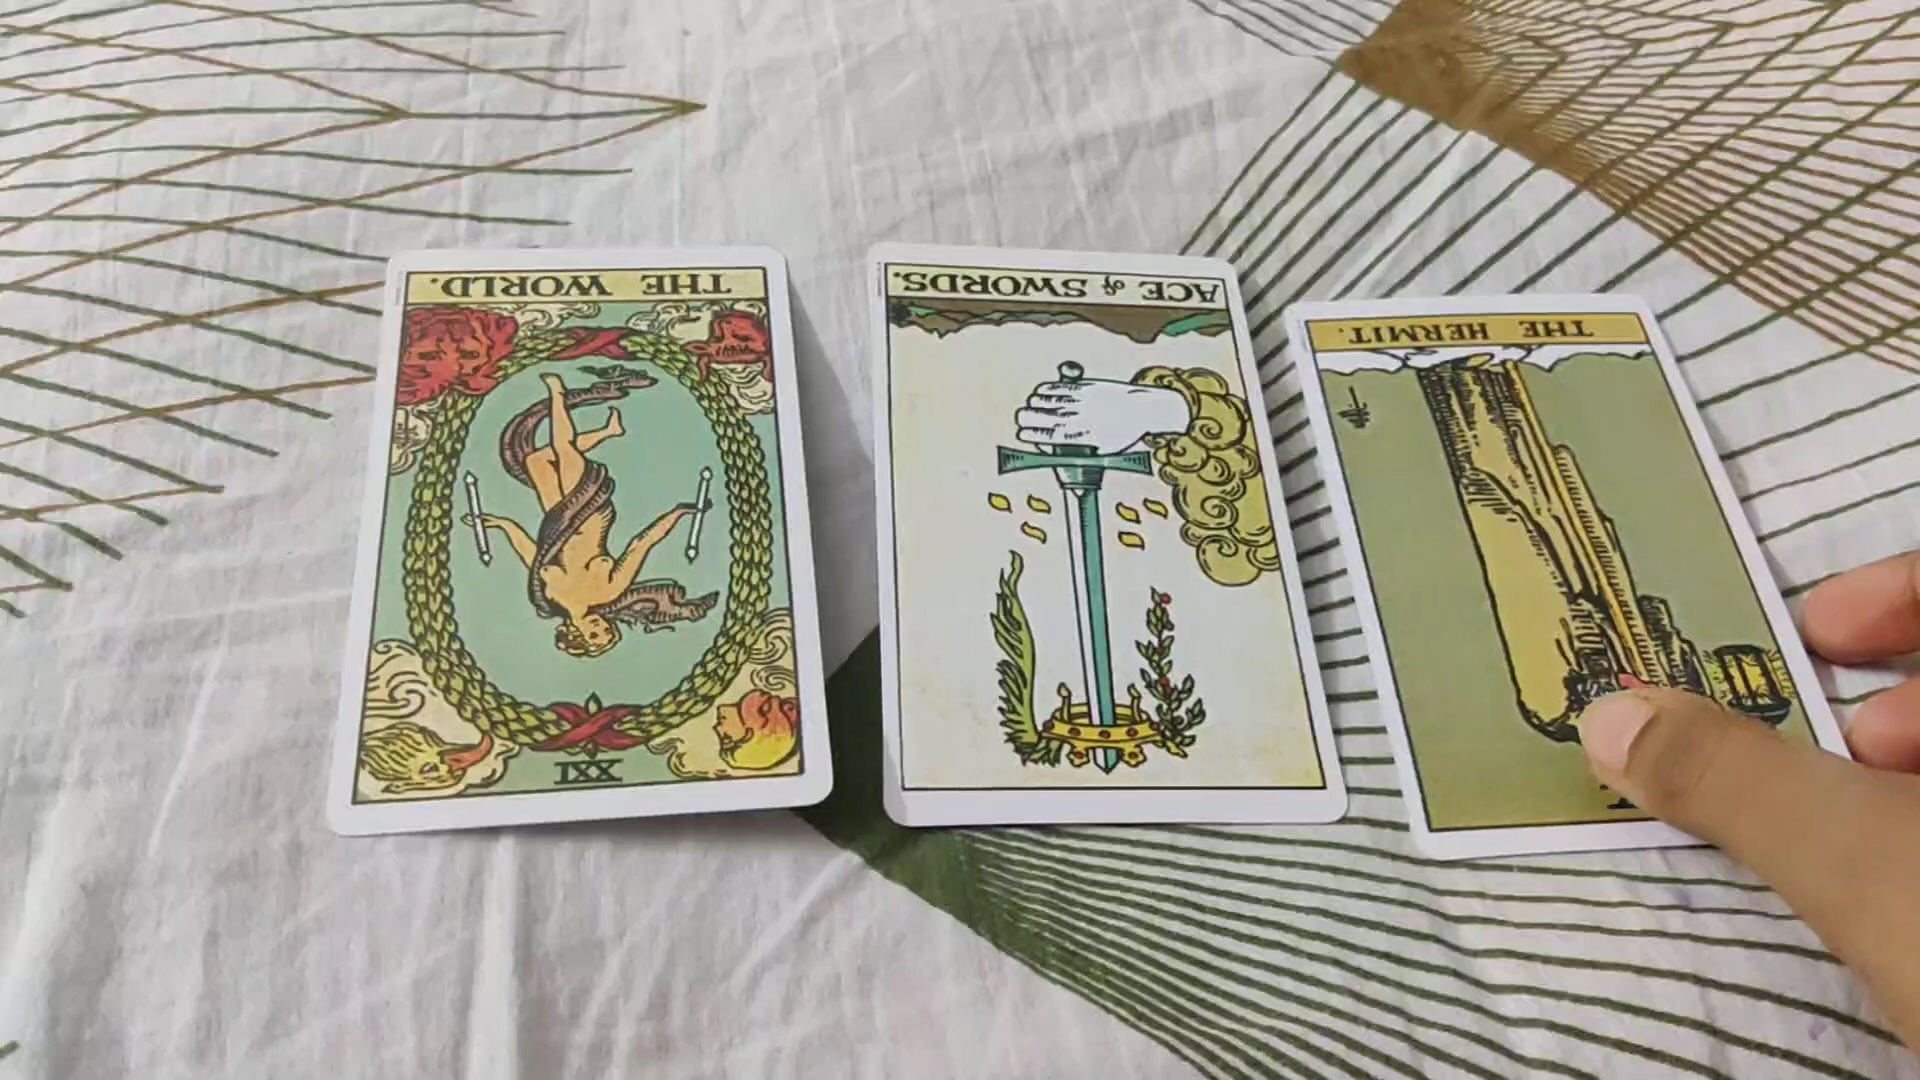 THE WORLD.
XXI
ACE of SWORDS.
THE HERMIT.